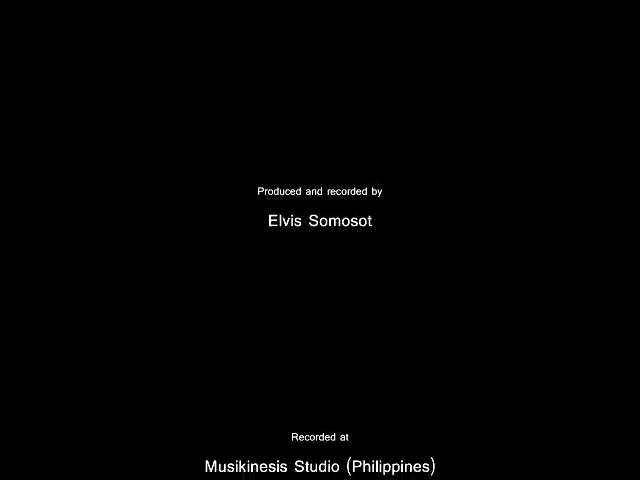 Produced and recorded by
Elvis Somosot
Recorded at
Musikinesis Studio (Philippines)